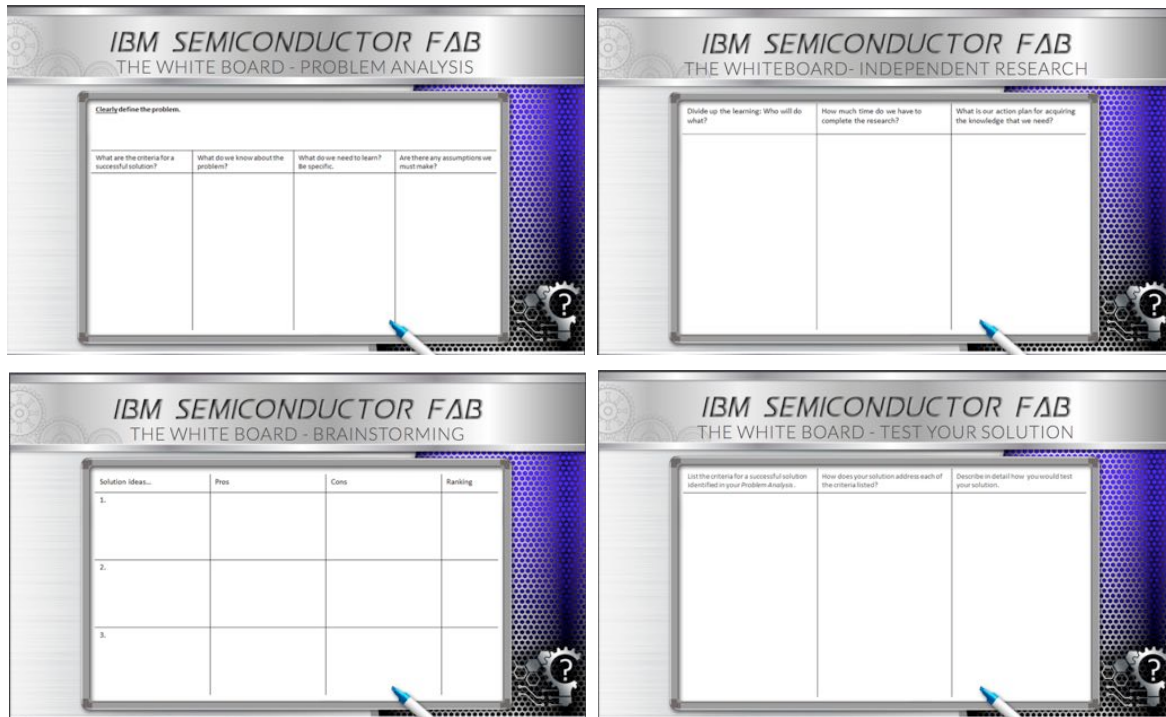 IBM SEMICONDUCTOR FAB
THE WHITE BOARD - PROBLEM ANALYSIS
Clearly define the problem.
What are the criteria for a
successful solution?
What do we know about the
problem?
What do we need to learn?
Be specific.
Are there any assumptions we
must make?
?
IBM SEMICONDUCTOR FAB
THE WHITEBOARD- INDEPENDENT RESEARCH
Divide up the learning: Who will do
what?
How much time do we have to
complete the research?
What is our action plan for acquiring
the knowledge that we need?
?
IBM SEMICONDUCTOR FAB
THE WHITE BOARD - BRAINSTORMING
Solution ideas...
Pros
Cons
Ranking
1.
2.
3.
?
IBM SEMICONDUCTOR FAB
THE WHITE BOARD - TEST YOUR SOLUTION
List the criteria for a successful solution
identified in your Problem Analysis.
How does your solution address each of
the criteria listed?
Describe in detail how you would test
your solution.
?